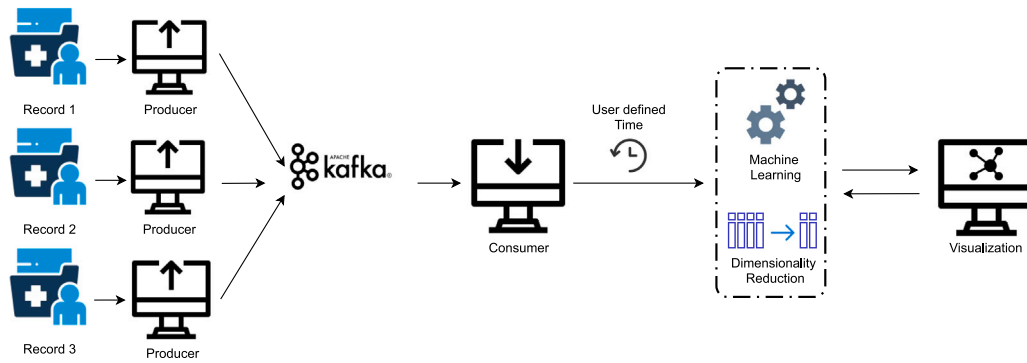 Record 1
Producer
Record 2
Producer
Record 3
Producer
APACHE
kafka®
Consumer
User defined
Time
Machine
Learning
Dimensionality
Reduction
Visualization